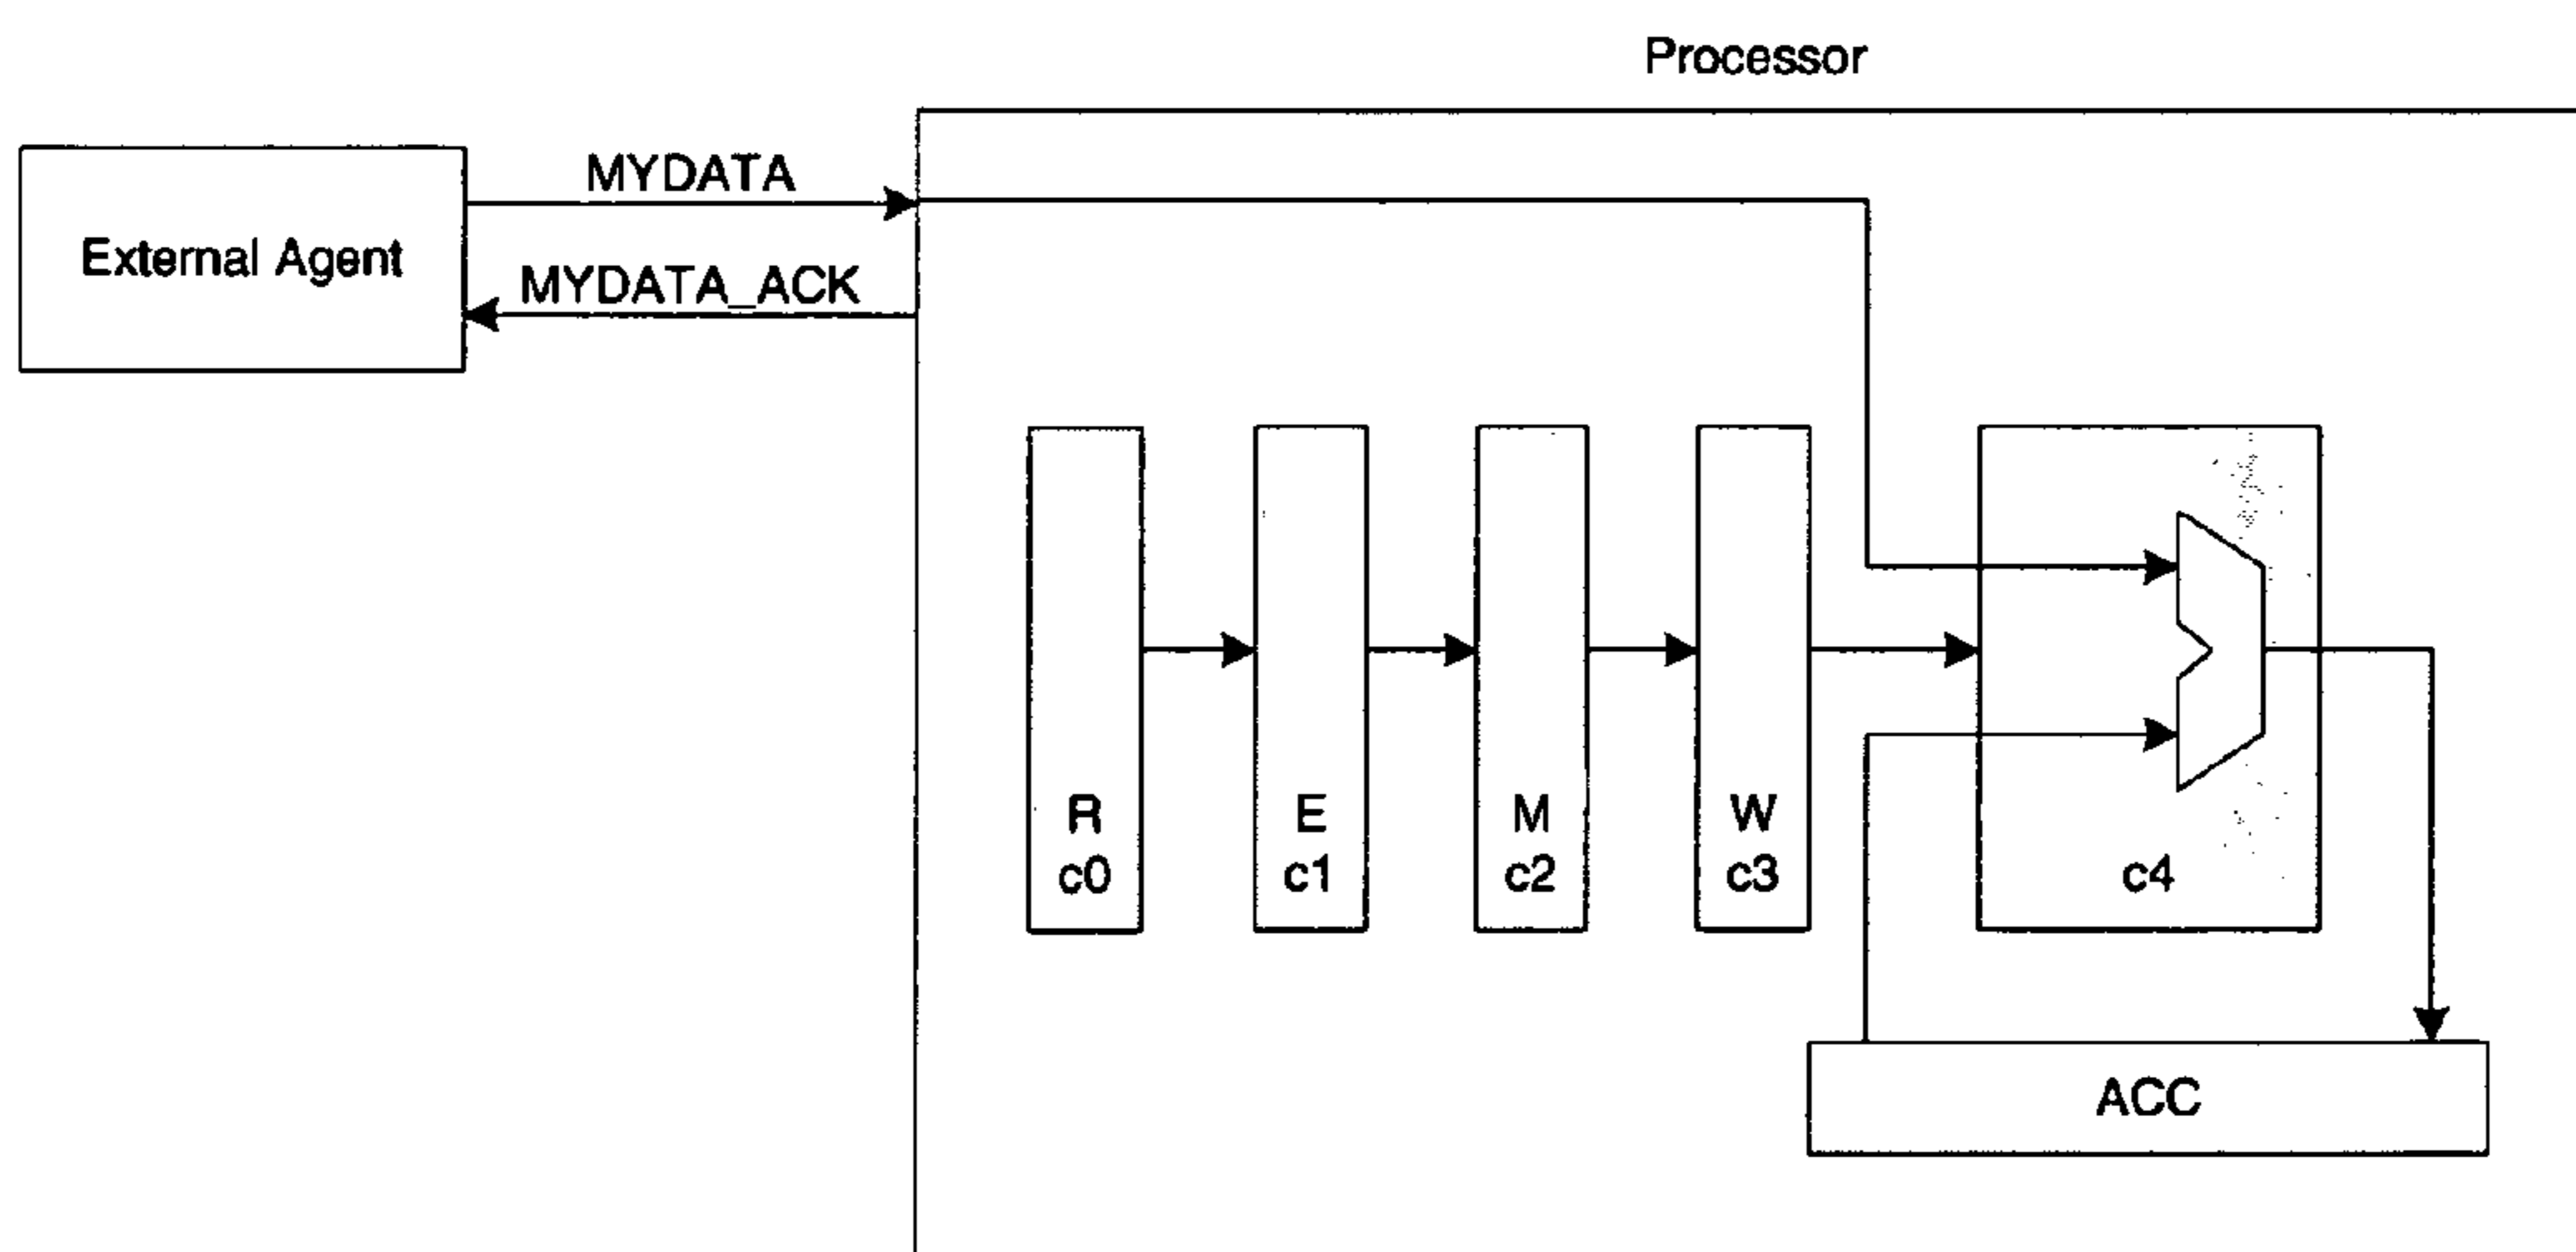 Processor
MYDATA
External Agent
MYDATA_ACK
R
c0
E
c1
M
c2
W
c3
c4
ACC